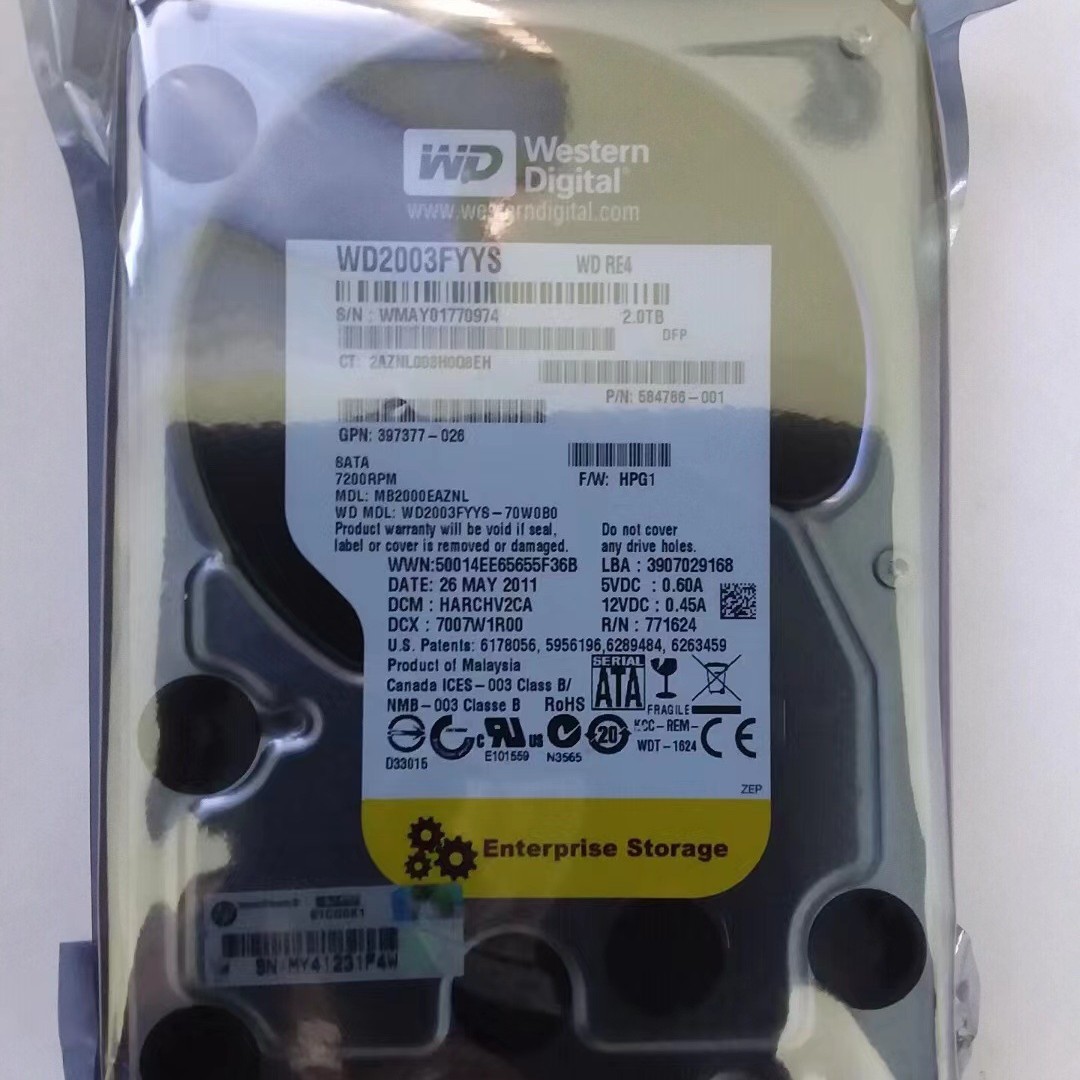 WD Western
Digital
www.westerndigital.com
WD2003FYYS WD RE4
S/N : WMAY01770974 2.0TB
DFP
CT:
P/N: 584766-001
GPN: 397377-026
SATA
7200RPM
F/W: HPG1
MDL: MB2000EAZNL
WD MDL: WD2003FYYS-70W0B0
Product warranty will be void if seal,
label or cover is removed or damaged.
Do not cover
any drive holes.
WWN:50014EE65655F36B
DATE: 26 MAY 2011
DCM : HARCHV2CA
DCX : 7007W1R00
LBA : 3907029168
5VDC : 0.60A
12VDC : 0.45A
R/N : 771624
U.S. Patents: 6178056, 5956196,6289484, 6263459
Product of Malaysia
Canada ICES-003 Class B/
NMB-003 Classe B RoHS
SERIAL
ATA
FRAGILE
D33015
c UR us
E101559
N3565
20
KCC-REM-
WDT-1624
CE
ZEP
Enterprise Storage
hp
SN:MY41231F4W